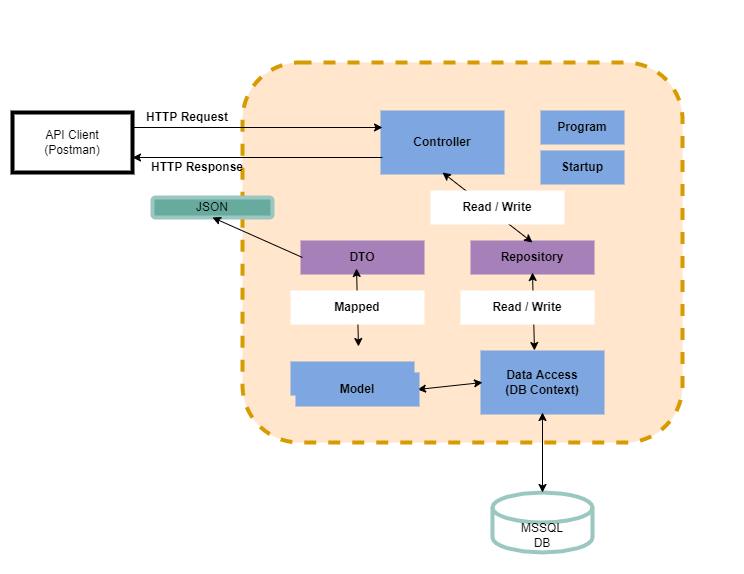 HTTP Request
API Client
(Postman)
Controller
Program
HTTP Response
Startup
JSON
Read / Write
DTO
Repository
Mapped
Read / Write
Model
Data Access
(DB Context)
MSSQL
DB